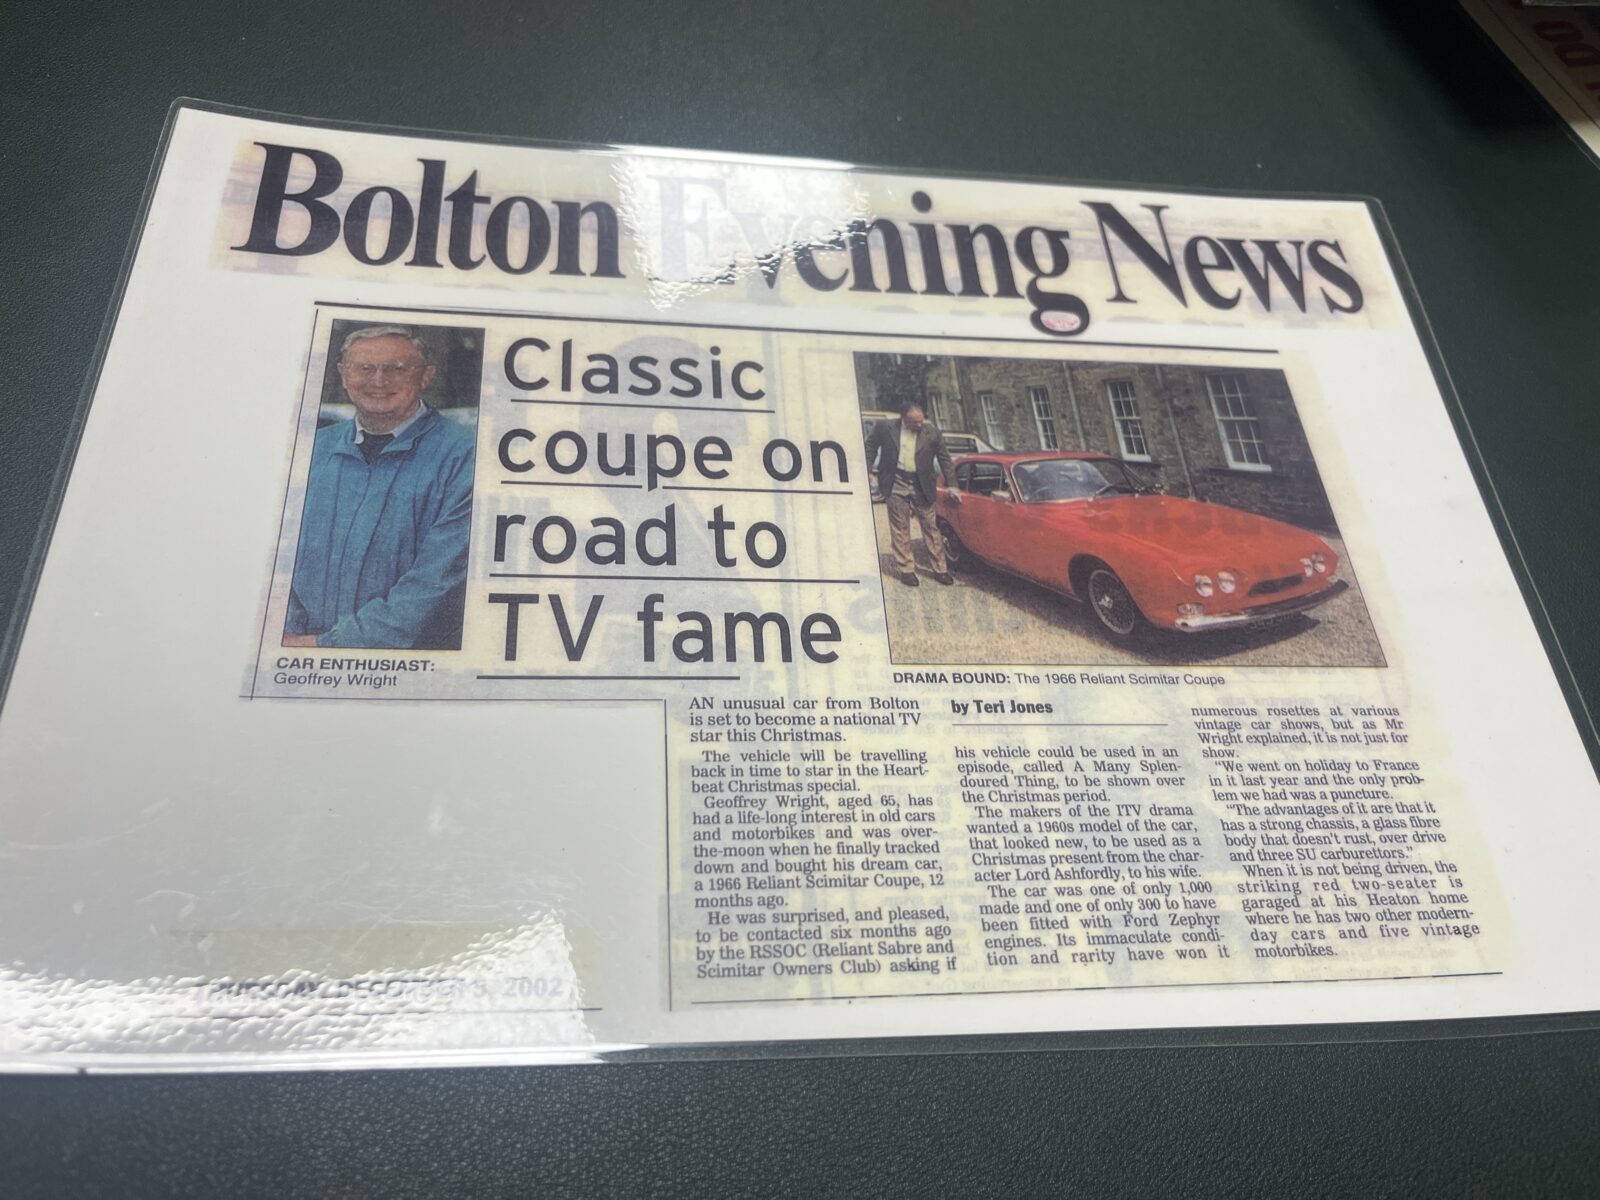 Bolton Evening News
Classic
coupe on
road to
TV fame
CAR ENTHUSIAST:
Geoffrey Wright
DRAMA BOUND: The 1966 Reliant Scimitar Coupe
AN unusual car from Bolton
is set to become a national TV
star this Christmas.
The vehicle will be travelling
back in time to star in the Heart-
beat Christmas special.
Geoffrey Wright, aged 65, has
had a life-long interest in old cars
and motorbikes and was over-
the-moon when he finally tracked
down and bought his dream car,
a 1966 Reliant Scimitar Coupe, 12
months ago.
He was surprised, and pleased,
to be contacted six months ago
by the RSSOC (Reliant Sabre and
Scimitar Owners Club) asking if
by Teri Jones
his vehicle could be used in an
episode, called A Many Splen-
doured Thing, to be shown over
the Christmas period.
The makers of the ITV drama
wanted a 1960s model of the car,
that looked new, to be used as a
Christmas present from the char-
acter Lord Ashfordly, to his wife.
The car was one of only 1,000
made and one of only 300 to have
been fitted with Ford Zephyr
engines. Its immaculate condi-
tion and rarity have won it
numerous rosettes at various
vintage car shows, but as Mr
Wright explained, it is not just for
show.
"We went on holiday to France
in it last year and the only prob-
lem we had was a puncture.
"The advantages of it are that it
has a strong chassis, a glass fibre
body that doesn't rust, over drive
and three SU carburettors."
When it is not being driven, the
striking red two-seater is
garaged at his Heaton home
where he has two other modern-
day cars and five vintage
motorbikes.
THURSDAY, DECEMBER 5, 2002